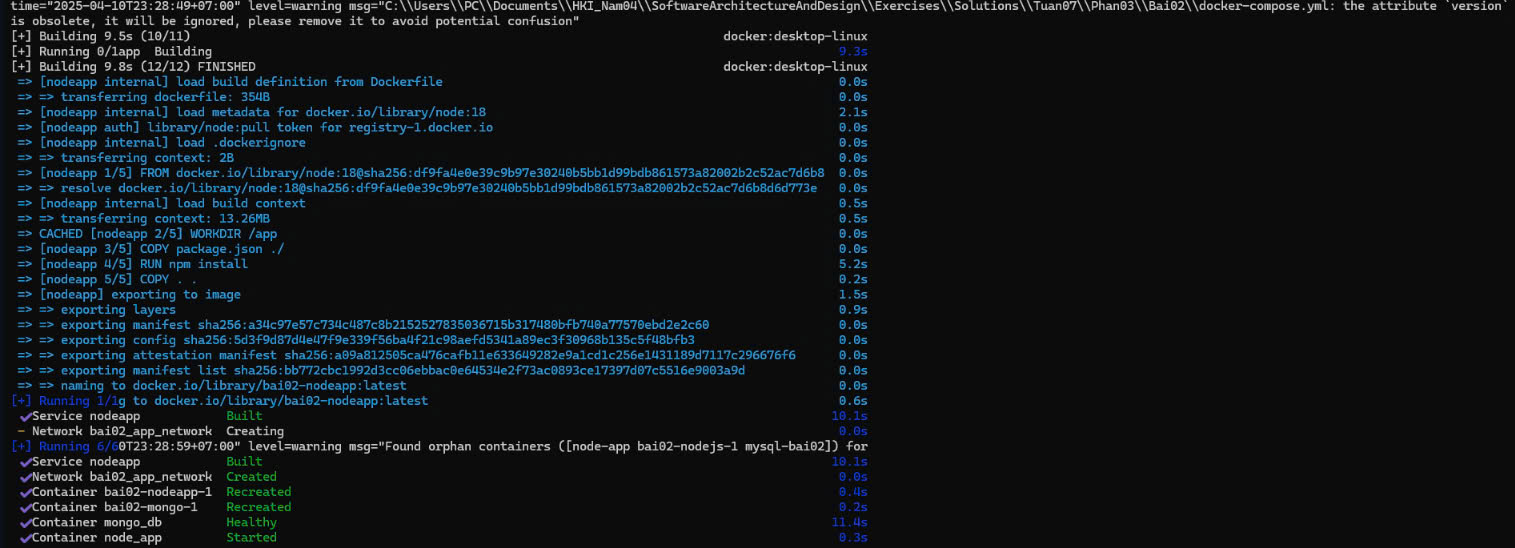 time="2025-04-10T23:28:49+07:00" level=warning msg="C:\\Users\\PC\\Documents\\HKI_Nam04\\SoftwareArchitectureAndDesign\\Exercises\\Solutions\\Tuan07\\Phan03\\Bai02\\docker-compose.yml: the attribute `version`
is obsolete, it will be ignored, please remove it to avoid potential confusion"
[+] Building 9.5s (10/11) docker:desktop-linux
[+] Running 0/1app Building 9.3s
[+] Building 9.8s (12/12) FINISHED docker:desktop-linux
=> [nodeapp internal] load build definition from Dockerfile 0.0s
=> => transferring dockerfile: 354B 0.0s
=> [nodeapp internal] load metadata for docker.io/library/node:18 2.1s
=> [nodeapp auth] library/node:pull token for registry-1.docker.io 0.0s
=> [nodeapp internal] load .dockerignore 0.0s
=> => transferring context: 2B 0.0s
=> [nodeapp 1/5] FROM docker.io/library/node:18@sha256:df9fa4e0e39c9b97e30240b5bb1d99bdb861573a82002b2c52ac7d6b8 0.0s
=> => resolve docker.io/library/node:18@sha256:df9fa4e0e39c9b97e30240b5bb1d99bdb861573a82002b2c52ac7d6b8d6d773e 0.0s
=> [nodeapp internal] load build context 0.5s
=> => transferring context: 13.26MB 0.5s
=> CACHED [nodeapp 2/5] WORKDIR /app 0.0s
=> [nodeapp 3/5] COPY package.json ./ 0.0s
=> [nodeapp 4/5] RUN npm install 5.2s
=> [nodeapp 5/5] COPY . . 0.2s
=> [nodeapp] exporting to image 1.5s
=> => exporting layers 0.9s
=> => exporting manifest sha256:a34c97e57c734c487c8b2152527835036715b317480bfb740a77570ebd2e2c60 0.0s
=> => exporting config sha256:5d3f9d87d4e47f9e339f56ba4f21c98aefd5341a89ec3f30968b135c5f48bfb3 0.0s
=> => exporting attestation manifest sha256:a09a812505ca476cafb11e633649282e9a1cd1c256e1431189d7117c296676f6 0.0s
=> => exporting manifest list sha256:bb772cbc1992d3cc06ebbac0e64534e2f73ac0893ce17397d07c5516e9003a9d 0.0s
=> => naming to docker.io/library/bai02-nodeapp:latest 0.0s
[+] Running 1/1g to docker.io/library/bai02-nodeapp:latest 0.6s
✔Service nodeapp Built 10.1s
- Network bai02_app_network Creating 0.0s
[+] Running 6/60T23:28:59+07:00" level=warning msg="Found orphan containers ([node-app bai02-nodejs-1 mysql-bai02]) for
✔Service nodeapp Built 10.1s
✔Network bai02_app_network Created 0.0s
✔Container bai02-nodeapp-1 Recreated 0.4s
✔Container bai02-mongo-1 Recreated 0.2s
✔Container mongo_db Healthy 11.4s
✔Container node_app Started 0.3s